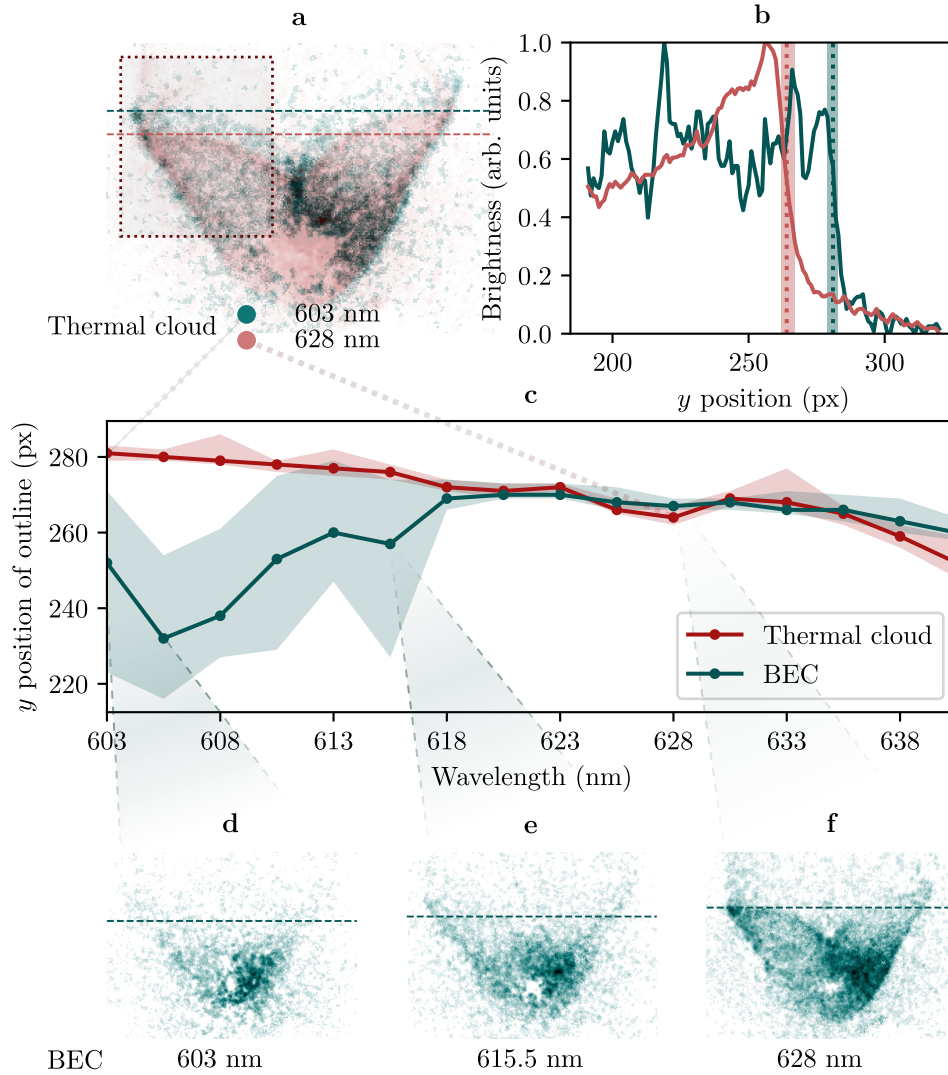 a
b
1.0
0.8
0.6
0.4
0.2
0.0
Brightness (arb. units)
200
250
300
y position (px)
Thermal cloud
603 nm
628 nm
c
280
260
240
220
y position of outline (px)
Thermal cloud
BEC
603
608
613
618
623
628
633
638
Wavelength (nm)
d
e
f
BEC
603 nm
615.5 nm
628 nm